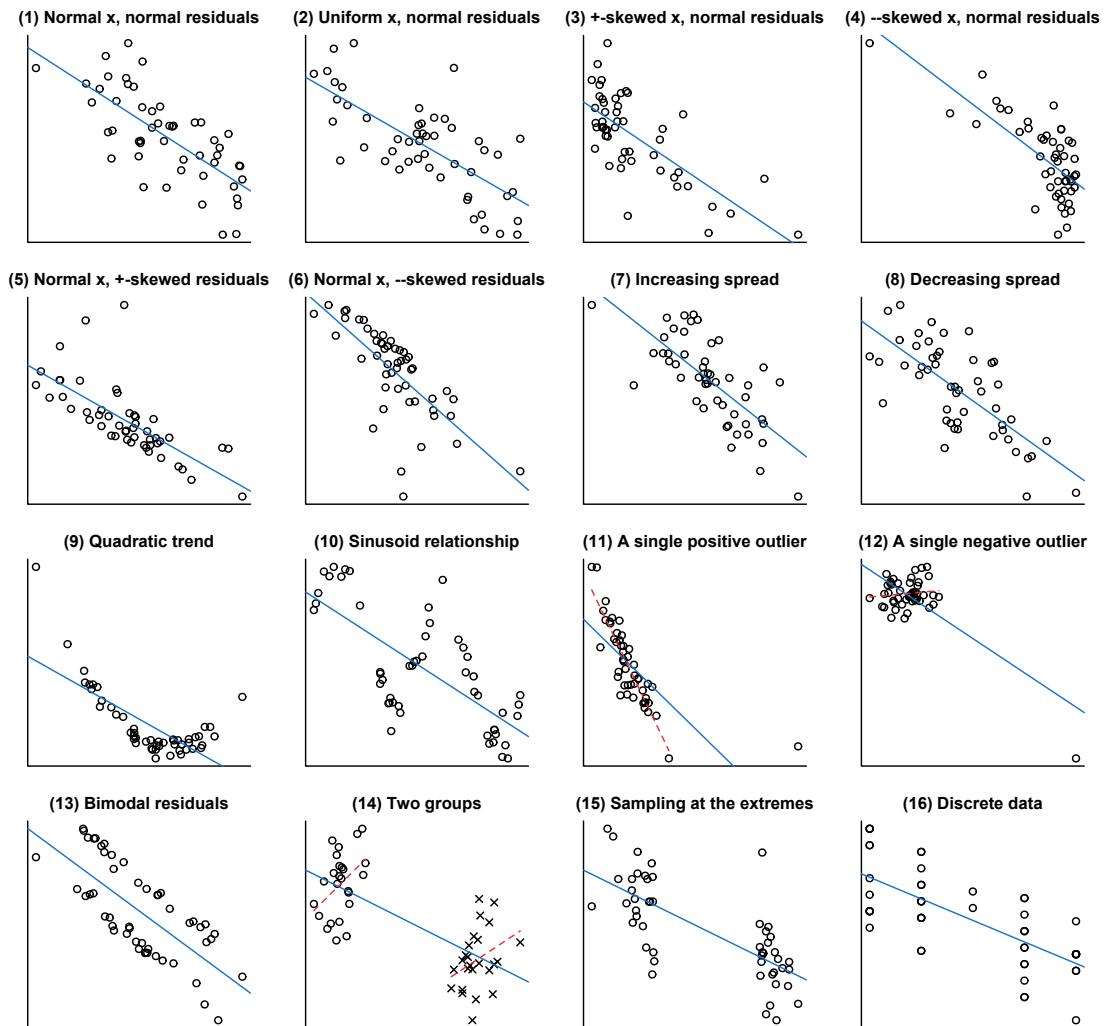 (1) Normal x, normal residuals
(2) Uniform x, normal residuals
(3) +-skewed x, normal residuals
(4) --skewed x, normal residuals
(5) Normal x, +-skewed residuals
(6) Normal x, --skewed residuals
(7) Increasing spread
(8) Decreasing spread
(9) Quadratic trend
(10) Sinusoid relationship
(11) A single positive outlier
(12) A single negative outlier
(13) Bimodal residuals
(14) Two groups
(15) Sampling at the extremes
(16) Discrete data